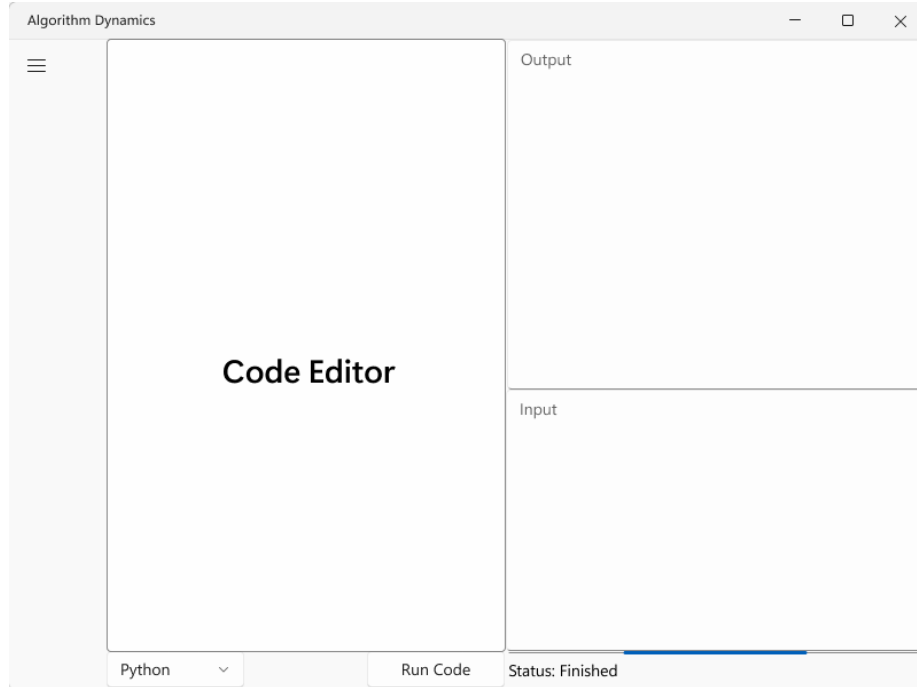 Algorithm Dynamics
Output
Code Editor
Input
Python
Run Code
Status: Finished